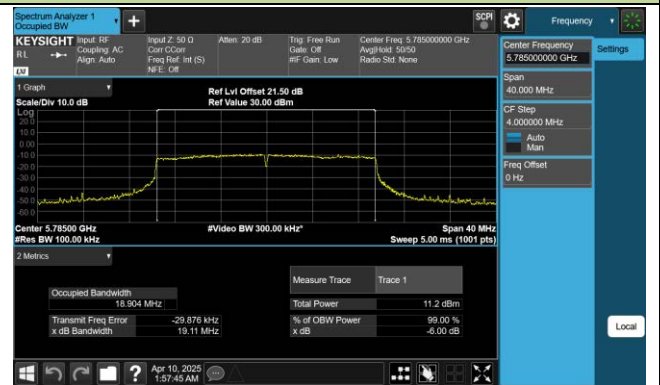 Spectrum Analyzer 1
Occupied BW
+
SCPI
Frequency
KEYSIGHT
RL
LXI
Input: RF
Coupling: AC
Align: Auto
Input Z: 50 Ω
Corr CCorr
Freq Ref: Int (S)
NFE: Off
Atten: 20 dB
Trig: Free Run
Gate: Off
#IF Gain: Low
Center Freq: 5.785000000 GHz
Avg|Hold: 50/50
Radio Std: None
Center Frequency
5.785000000 GHz
Settings
Span
40.000 MHz
CF Step
4.000000 MHz
Auto
Man
Freq Offset
0 Hz
Local
1 Graph
Scale/Div 10.0 dB
Ref Lvl Offset 21.50 dB
Ref Value 30.00 dBm
Log
20.0
10.0
0.00
-10.0
-20.0
-30.0
-40.0
-50.0
-60.0
Center 5.78500 GHz
#Res BW 100.00 kHz
#Video BW 300.00 kHz*
Span 40 MHz
Sweep 5.00 ms (1001 pts)
2 Metrics
Measure Trace Trace 1
Occupied Bandwidth
18.904 MHz
Total Power 11.2 dBm
Transmit Freq Error -29.876 kHz
% of OBW Power 99.00 %
x dB Bandwidth 19.11 MHz
x dB -6.00 dB
?
Apr 10, 2025
1:57:45 AM